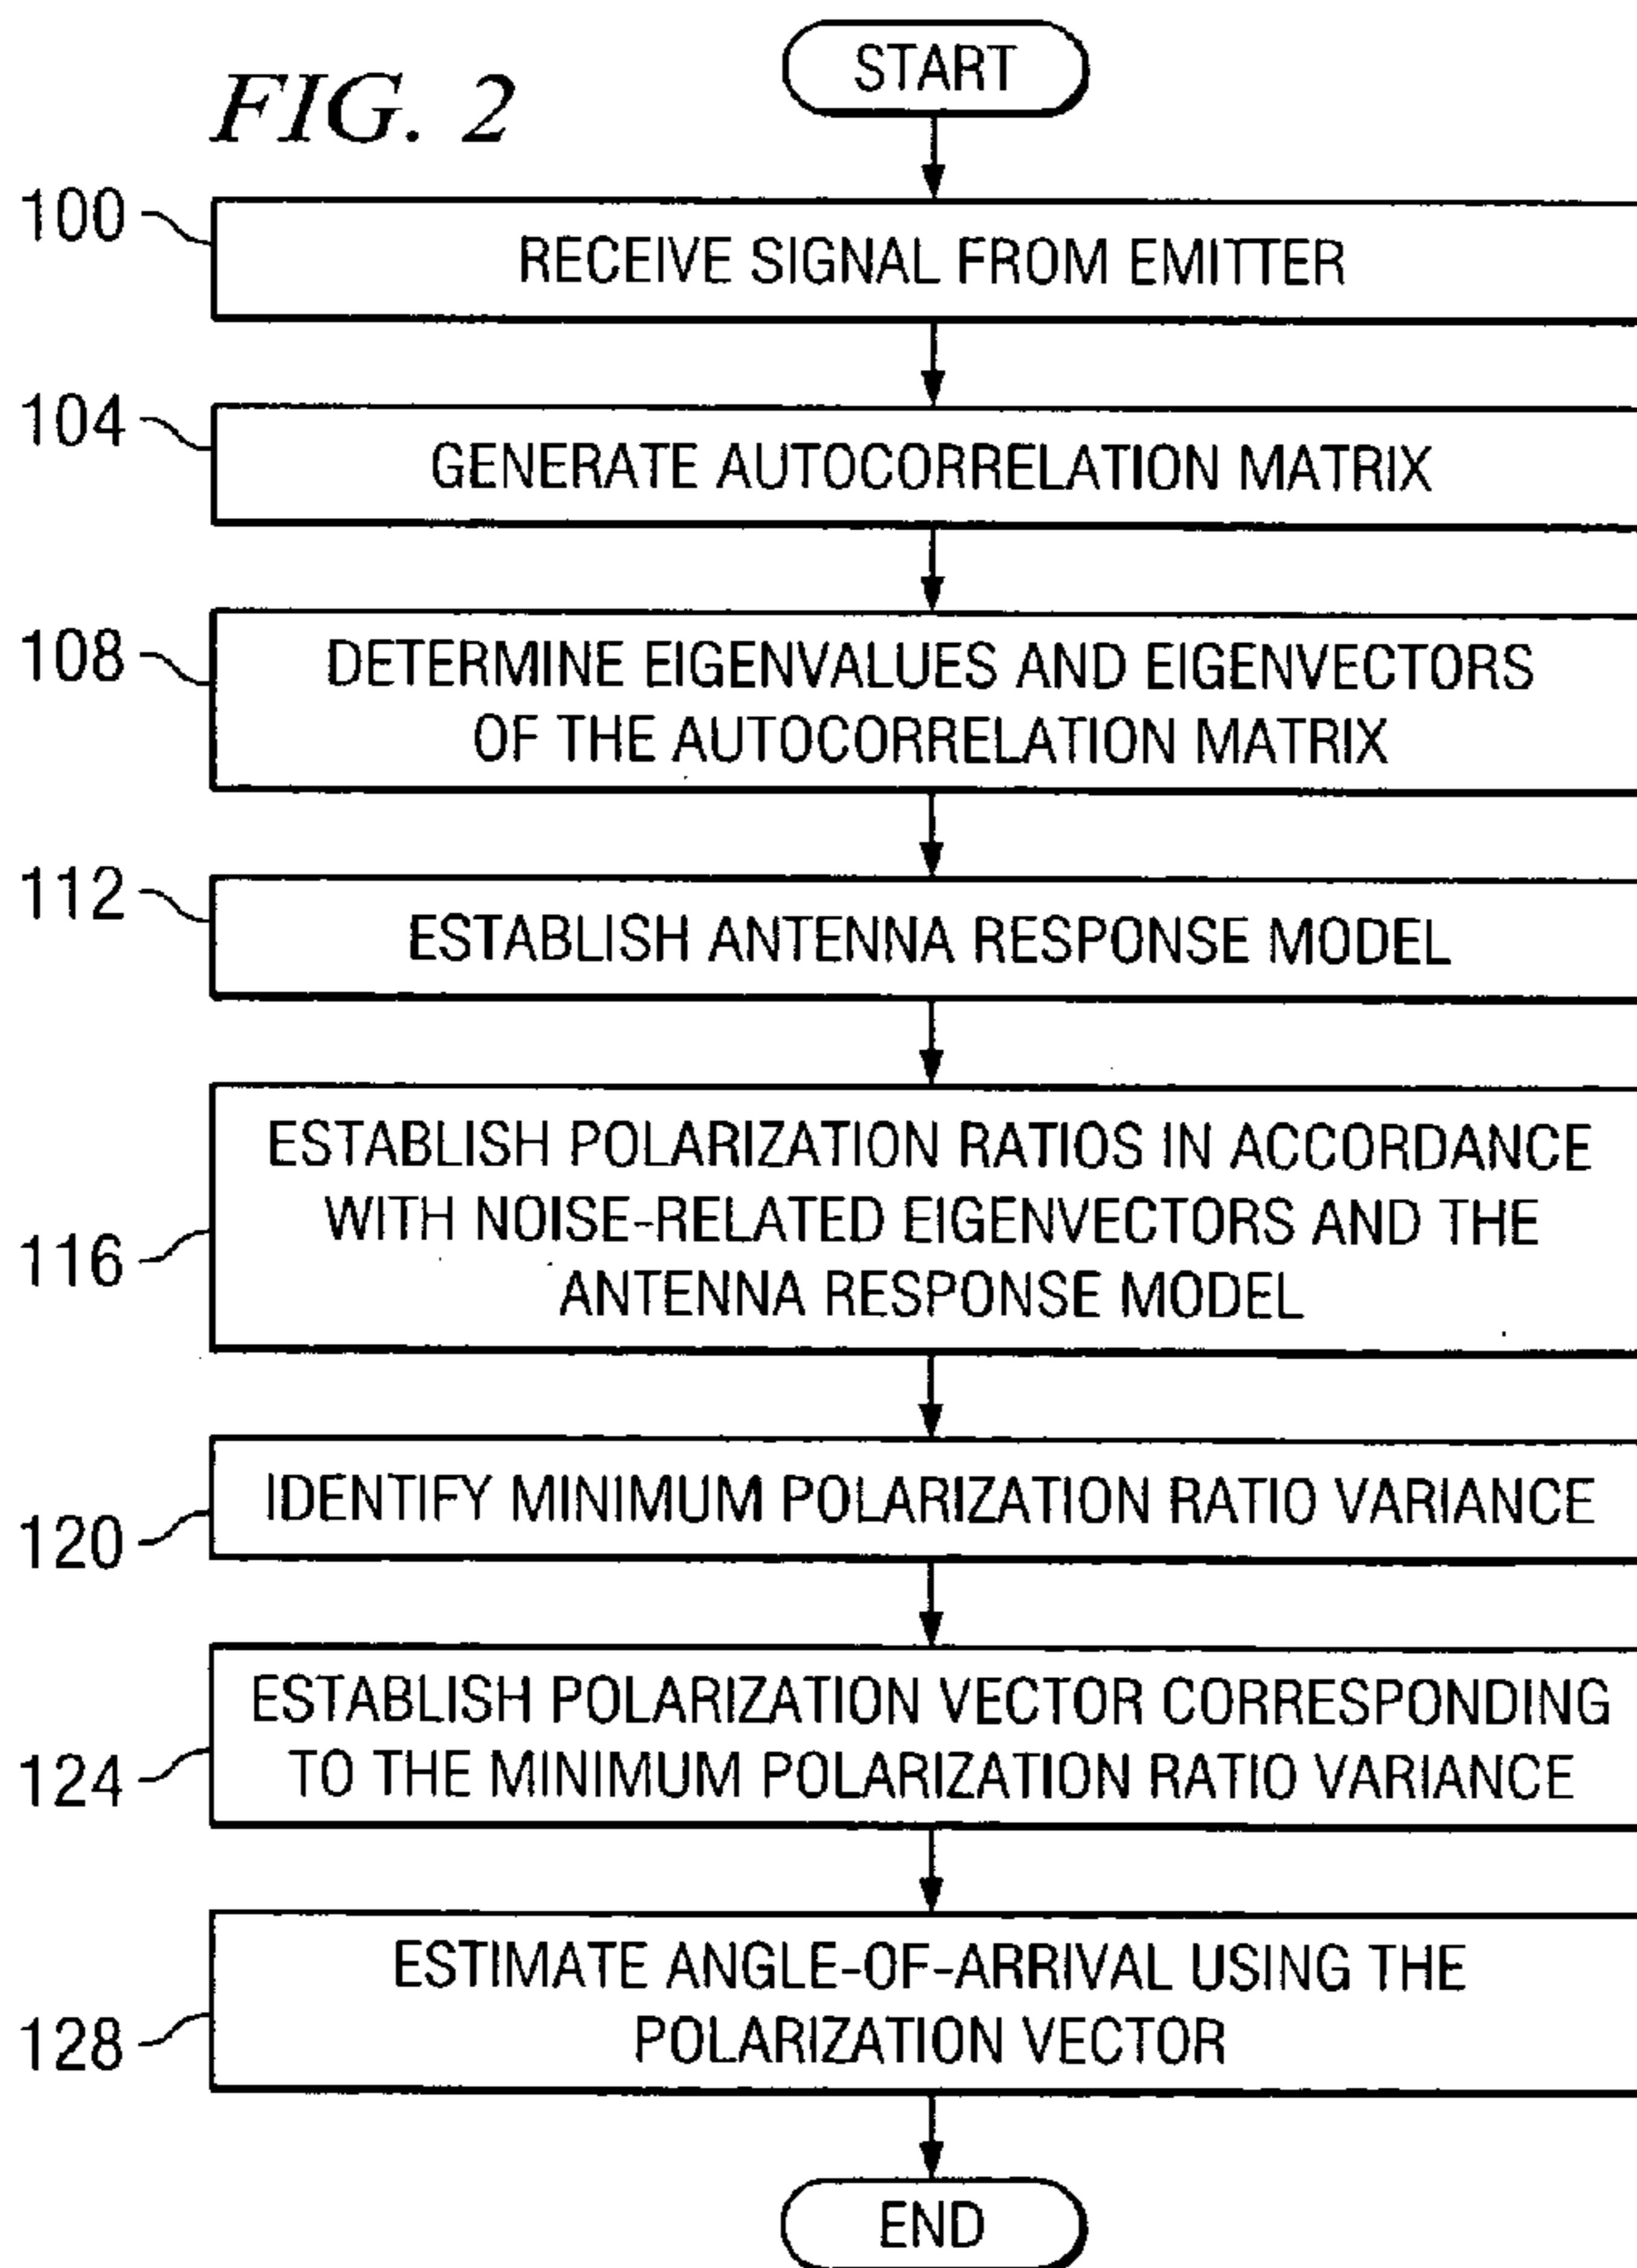 START
FIG. 2
100
RECEIVE SIGNAL FROM EMITTER
104
GENERATE AUTOCORRELATION MATRIX
108
DETERMINE EIGENVALUES AND EIGENVECTORS
OF THE AUTOCORRELATION MATRIX
112
ESTABLISH ANTENNA RESPONSE MODEL
116
ESTABLISH POLARIZATION RATIOS IN ACCORDANCE
WITH NOISE-RELATED EIGENVECTORS AND THE
ANTENNA RESPONSE MODEL
120
IDENTIFY MINIMUM POLARIZATION RATIO VARIANCE
124
ESTABLISH POLARIZATION VECTOR CORRESPONDING
TO THE MINIMUM POLARIZATION RATIO VARIANCE
128
ESTIMATE ANGLE-OF-ARRIVAL USING THE
POLARIZATION VECTOR
END